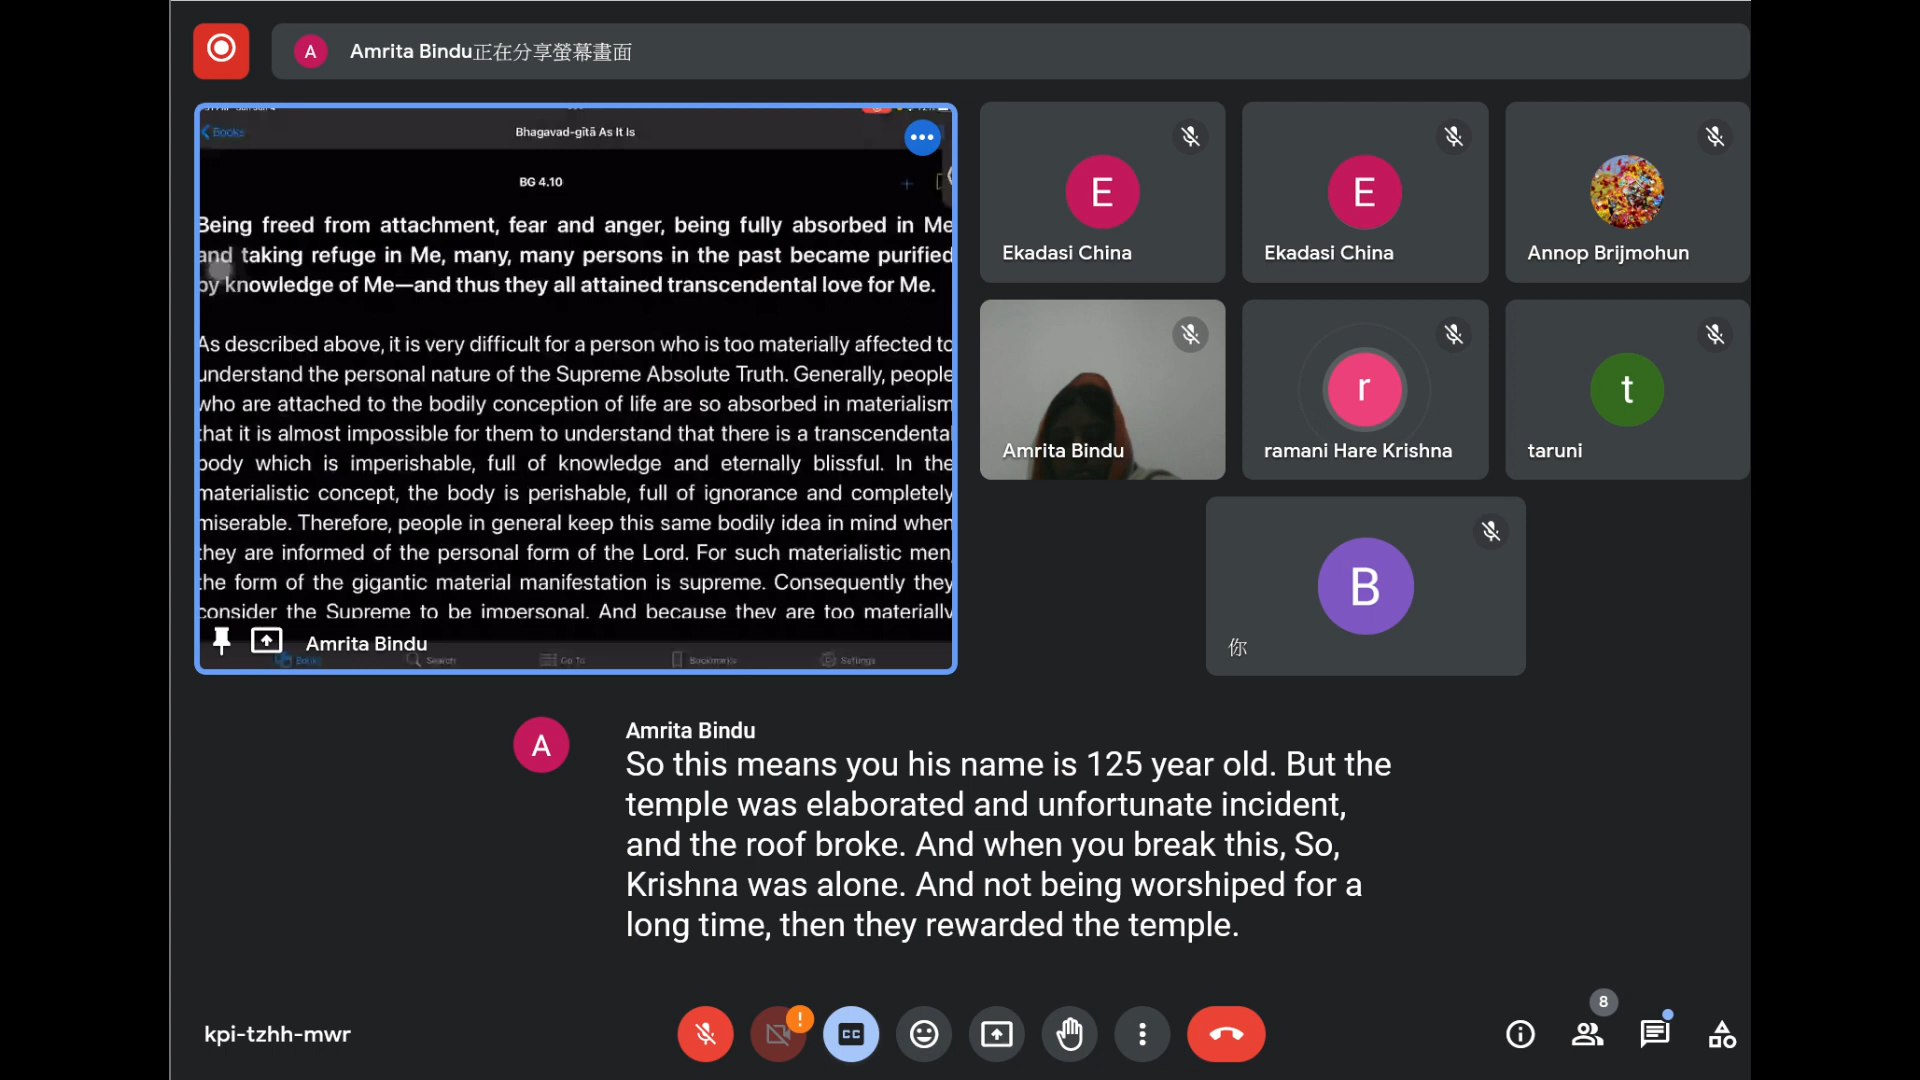 A Amrita Bindu正在分享螢幕畫面
Books
Bhagavad-gītā As It Is
BG 4.10
Being freed from attachment, fear and anger, being fully absorbed in Me
and taking refuge in Me, many, many persons in the past became purified
by knowledge of Me—and thus they all attained transcendental love for Me.
As described above, it is very difficult for a person who is too materially affected to
understand the personal nature of the Supreme Absolute Truth. Generally, people
who are attached to the bodily conception of life are so absorbed in materialism
that it is almost impossible for them to understand that there is a transcendental
body which is imperishable, full of knowledge and eternally blissful. In the
materialistic concept, the body is perishable, full of ignorance and completely
miserable. Therefore, people in general keep this same bodily idea in mind when
they are informed of the personal form of the Lord. For such materialistic men,
the form of the gigantic material manifestation is supreme. Consequently they
consider the Supreme to be impersonal. And because they are too materially
Amrita Bindu
Books Search Go To Bookmarks Settings
E
Ekadasi China
E
Ekadasi China
Annop Brijmohun
Amrita Bindu
r
ramani Hare Krishna
t
taruni
B
你
A
Amrita Bindu
So this means you his name is 125 year old. But the
temple was elaborated and unfortunate incident,
and the roof broke. And when you break this, So,
Krishna was alone. And not being worshiped for a
long time, then they rewarded the temple.
kpi-tzhh-mwr
CC
8